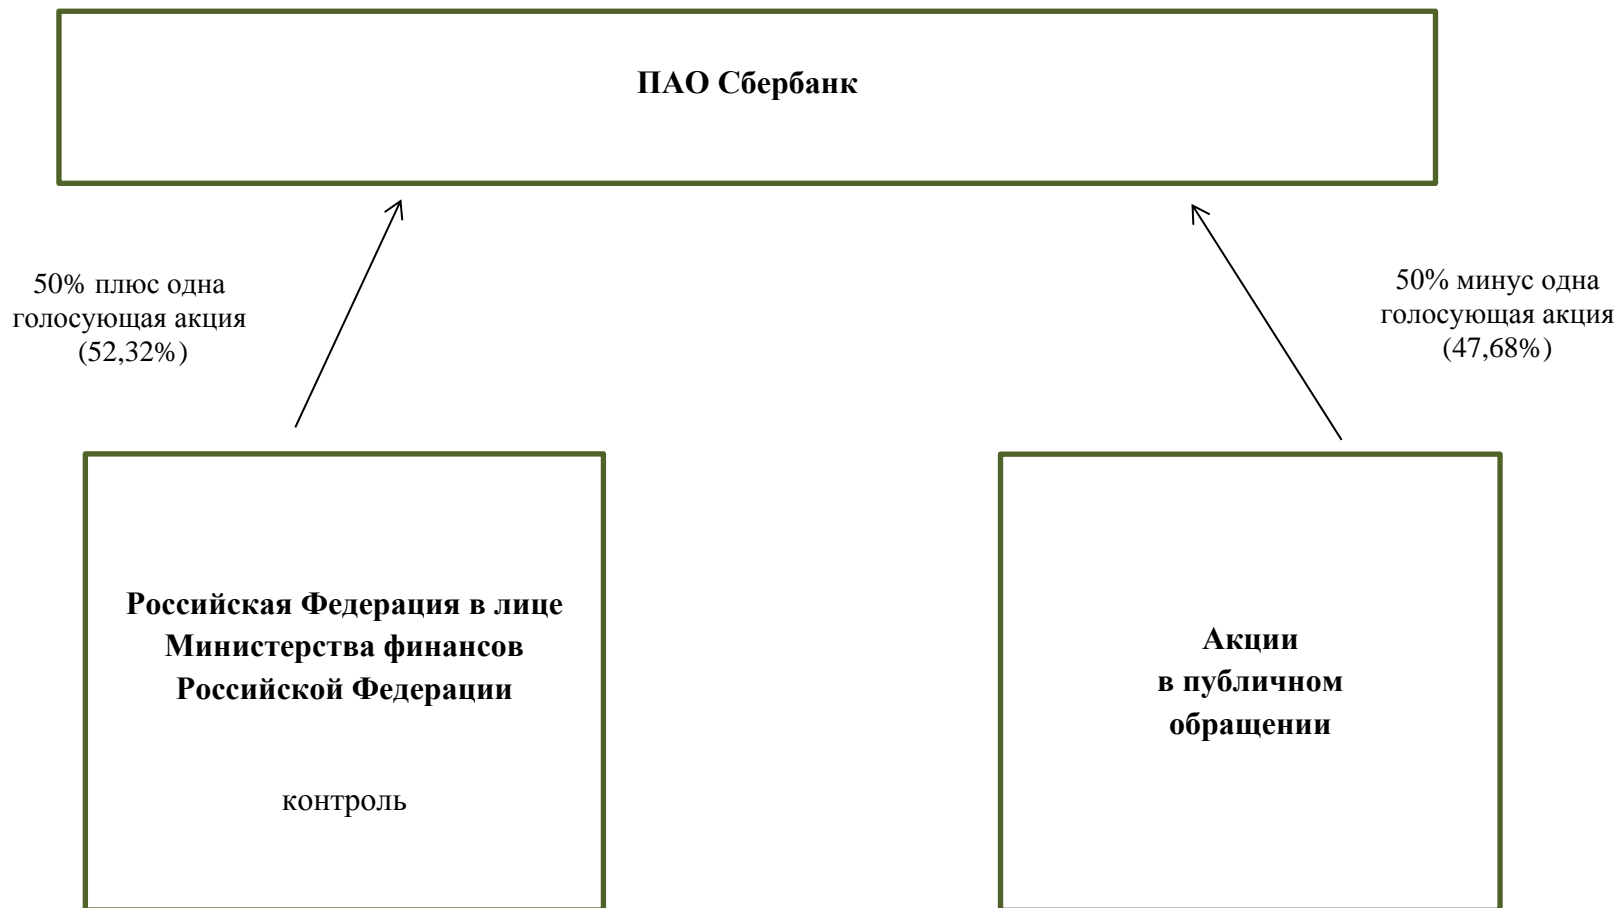 ПАО Сбербанк
50% плюс одна
голосующая акция
(52,32%)
50% минус одна
голосующая акция
(47,68%)
Российская Федерация в лице
Министерства финансов
Российской Федерации
контроль
Акции
в публичном
обращении